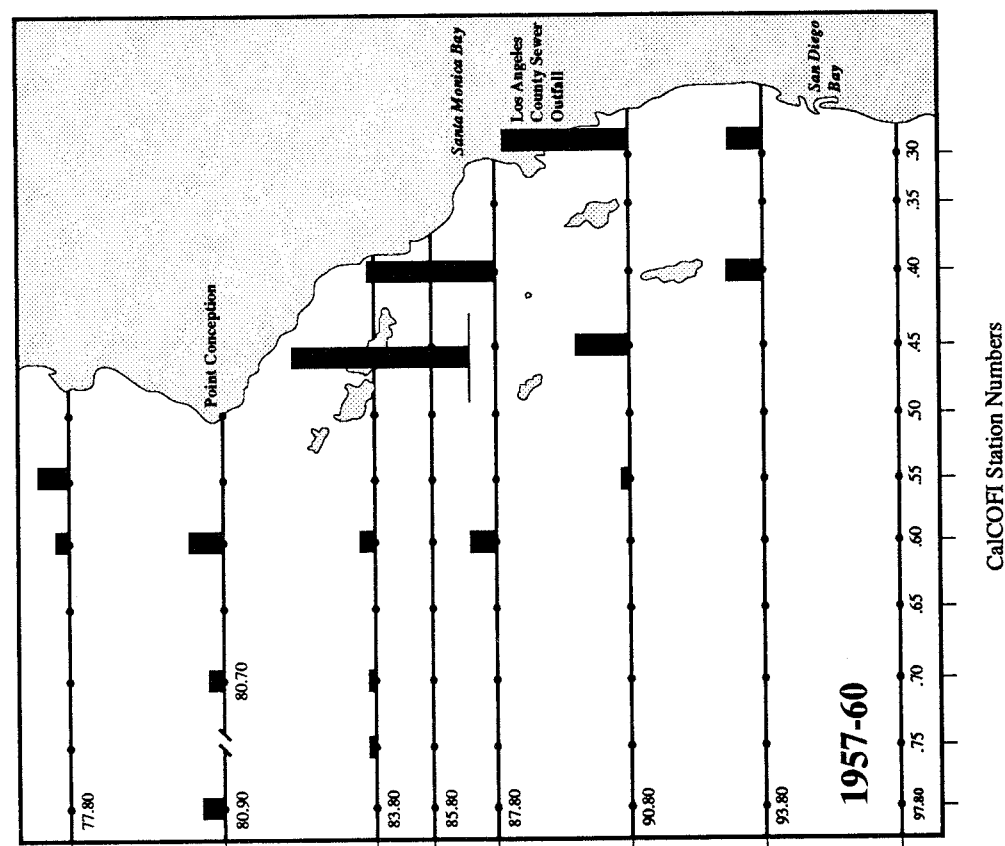 Point Conception
Santa Monica Bay
Los Angeles
County Sewer
Outfall
San Diego
Bay
77.80
80.90
80.70
83.80
85.80
87.80
90.80
93.80
97.80
1957-60
.75
.70
.65
.60
.55
.50
.45
.40
.35
.30
CalCOFI Station Numbers